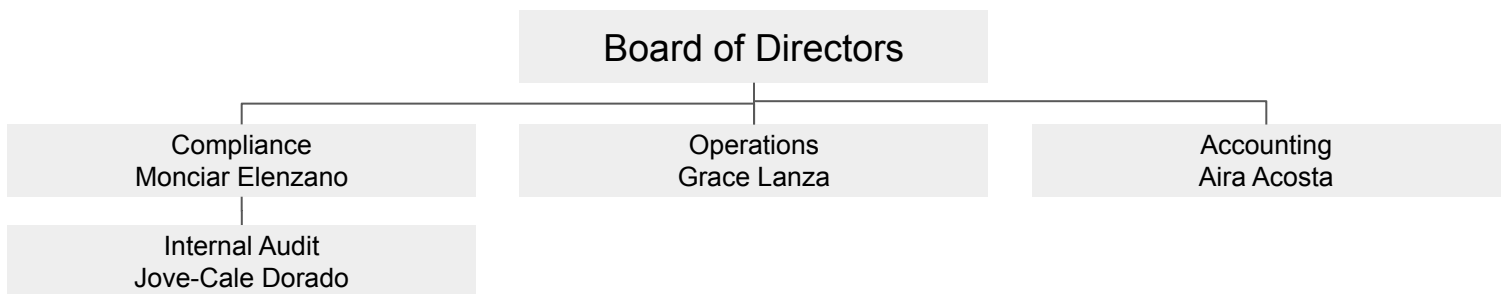 Board of Directors
Compliance
Monciar Elenzano
Operations
Grace Lanza
Accounting
Aira Acosta
Internal Audit
Jove-Cale Dorado